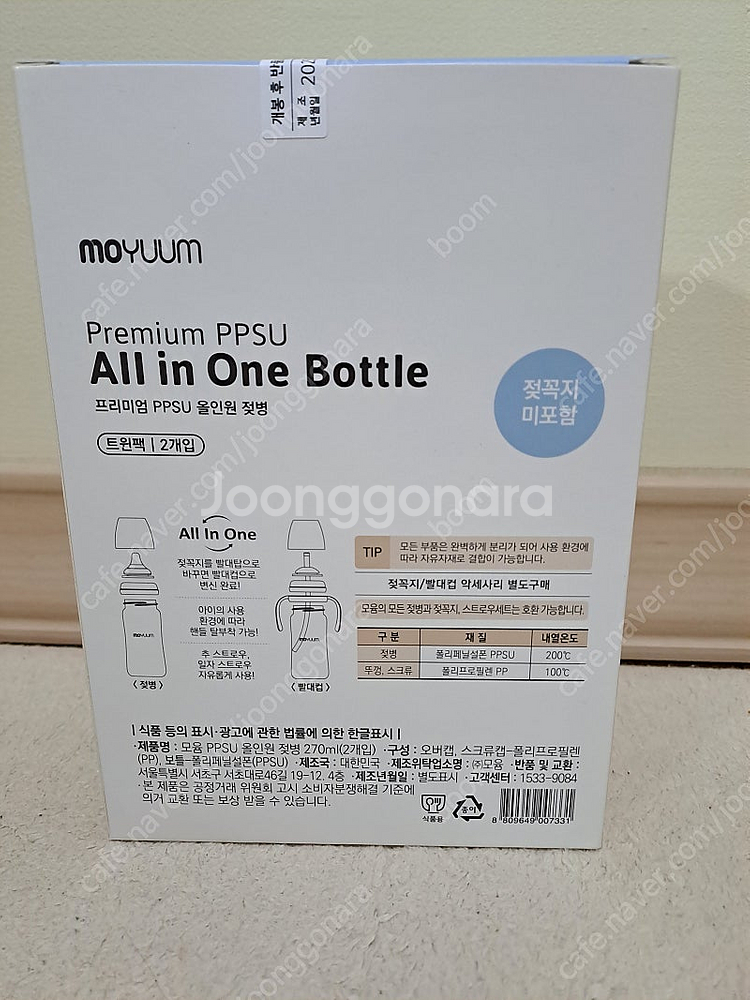 개봉 후 반
제 조
년월일
202
moyuum
Premium PPSU
All in One Bottle
프리미엄 PPSU 올인원 젖병
트윈팩 | 2개입
젖꼭지
미포함
Joonggonara
All In One
젖꼭지를 빨대탑으로
바꾸면 빨대컵으로
변신 완료!
아이의 사용
환경에 따라
핸들 탈부착 가능!
추 스트로우,
일자 스트로우
자유롭게 사용!
moyuum
moyuum
< 젖병 >
< 빨대컵 >
TIP 모든 부품은 완벽하게 분리가 되어 사용 환경에
따라 자유자재로 결합이 가능합니다.
젖꼭지/빨대컵 악세사리 별도구매
모윰의 모든 젖병과 젖꼭지, 스트로우세트는 호환 가능합니다.
구 분 재 질 내열온도
젖병 폴리페닐설폰 PPSU 200℃
뚜껑, 스크류 폴리프로필렌 PP 100℃
| 식품 등의 표시·광고에 관한 법률에 의한 한글표시 |
·제품명 : 모윰 PPSU 올인원 젖병 270ml(2개입) ·구성 : 오버캡, 스크류캡-폴리프로필렌
(PP), 보틀-폴리페닐설폰(PPSU) ·제조국 : 대한민국 ·제조위탁업소명 : ㈜모윰 ·반품 및 교환 :
서울특별시 서초구 서초대로46길 19-12, 4층 ·제조년월일 : 별도표시 ·고객센터 : 1533-9084
·본 제품은 공정거래 위원회 고시 소비자분쟁해결 기준에
의거 교환 또는 보상 받을 수 있습니다.
식품용
종이
8 809649 007331
cafe.naver.com/joonggonara
boom